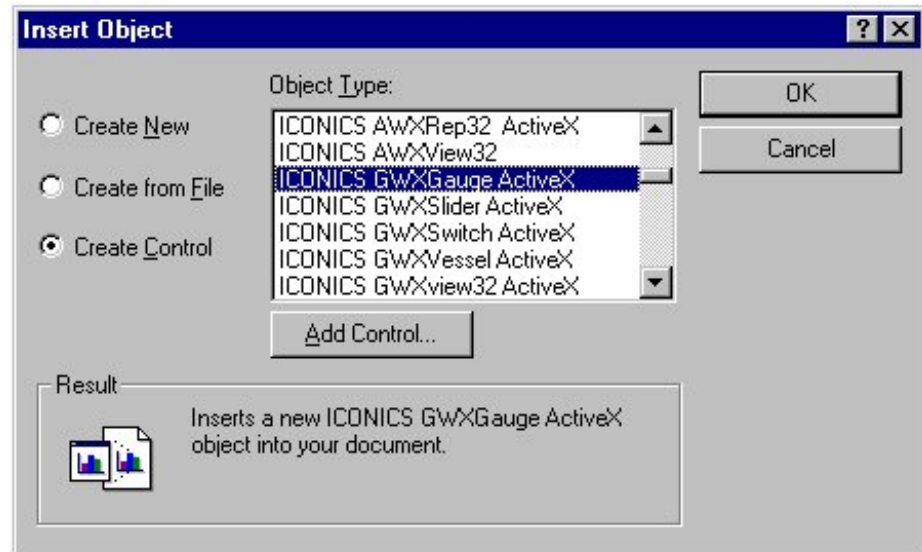 Insert Object
Object Type:
Create New
Create from File
Create Control
ICONICS AWXRep32 ActiveX
ICONICS AWXView32
ICONICS GWXGauge ActiveX
ICONICS GWXSlider ActiveX
ICONICS GWXSwitch ActiveX
ICONICS GWXVessel ActiveX
ICONICS GWXview32 ActiveX
Add Control...
OK
Cancel
Result
Inserts a new ICONICS GWXGauge ActiveX
object into your document.